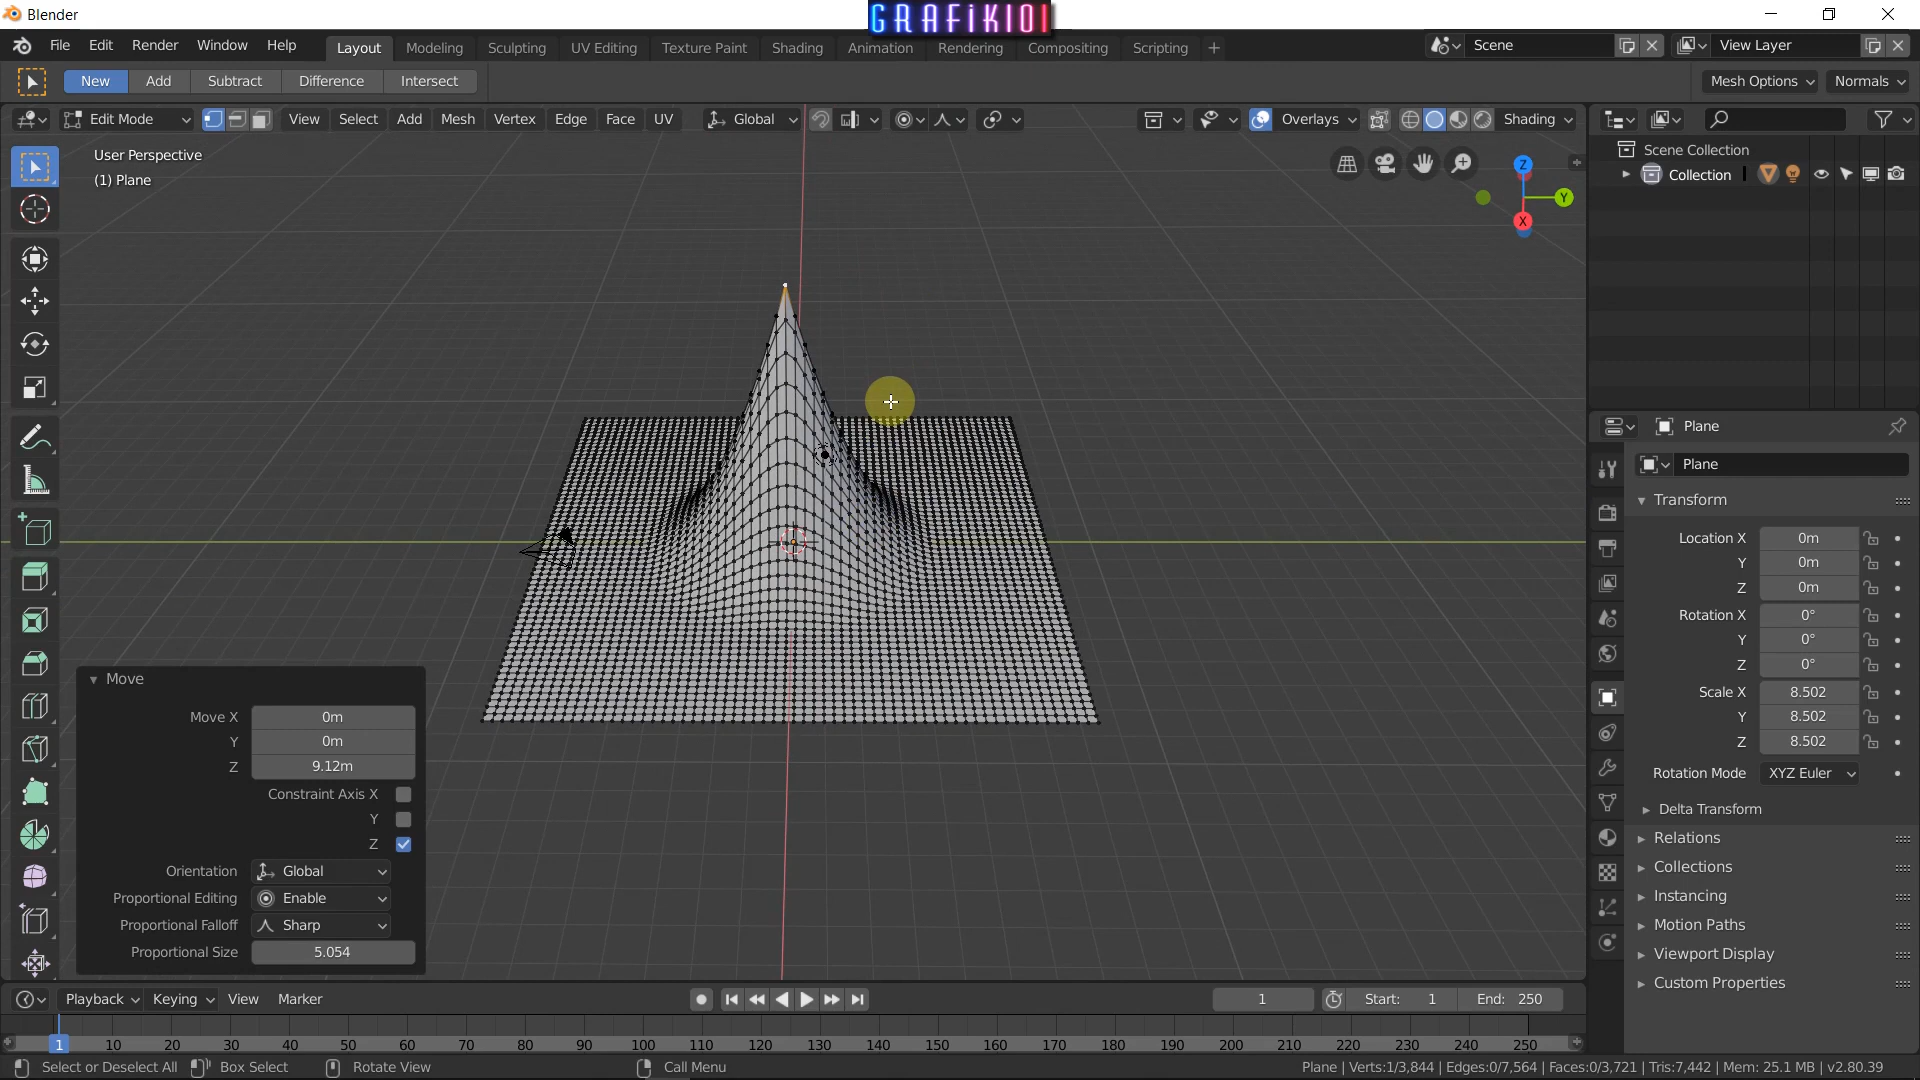 Blender
GRAFiK101
File Edit Render Window Help Layout Modeling Sculpting UV Editing Texture Paint Shading Animation Rendering Compositing Scripting + Scene View Layer
New Add Subtract Difference Intersect Mesh Options Normals
Edit Mode View Select Add Mesh Vertex Edge Face UV Global Overlays Shading
User Perspective
(1) Plane
Z
Y
X
Scene Collection
Collection
Plane
Plane
Transform
Location X 0m
Y 0m
Z 0m
Rotation X 0°
Y 0°
Z 0°
Scale X 8.502
Y 8.502
Z 8.502
Rotation Mode XYZ Euler
Delta Transform
Relations
Collections
Instancing
Motion Paths
Viewport Display
Custom Properties
Move
Move X 0m
Y 0m
Z 9.12m
Constraint Axis X
Y
Z
Orientation Global
Proportional Editing Enable
Proportional Falloff Sharp
Proportional Size 5.054
Playback Keying View Marker 1 Start: 1 End: 250
1 10 20 30 40 50 60 70 80 90 100 110 120 130 140 150 160 170 180 190 200 210 220 230 240 250
Select or Deselect All Box Select Rotate View Call Menu Plane | Verts:1/3,844 | Edges:0/7,564 | Faces:0/3,721 | Tris:7,442 | Mem: 25.1 MB | v2.80.39